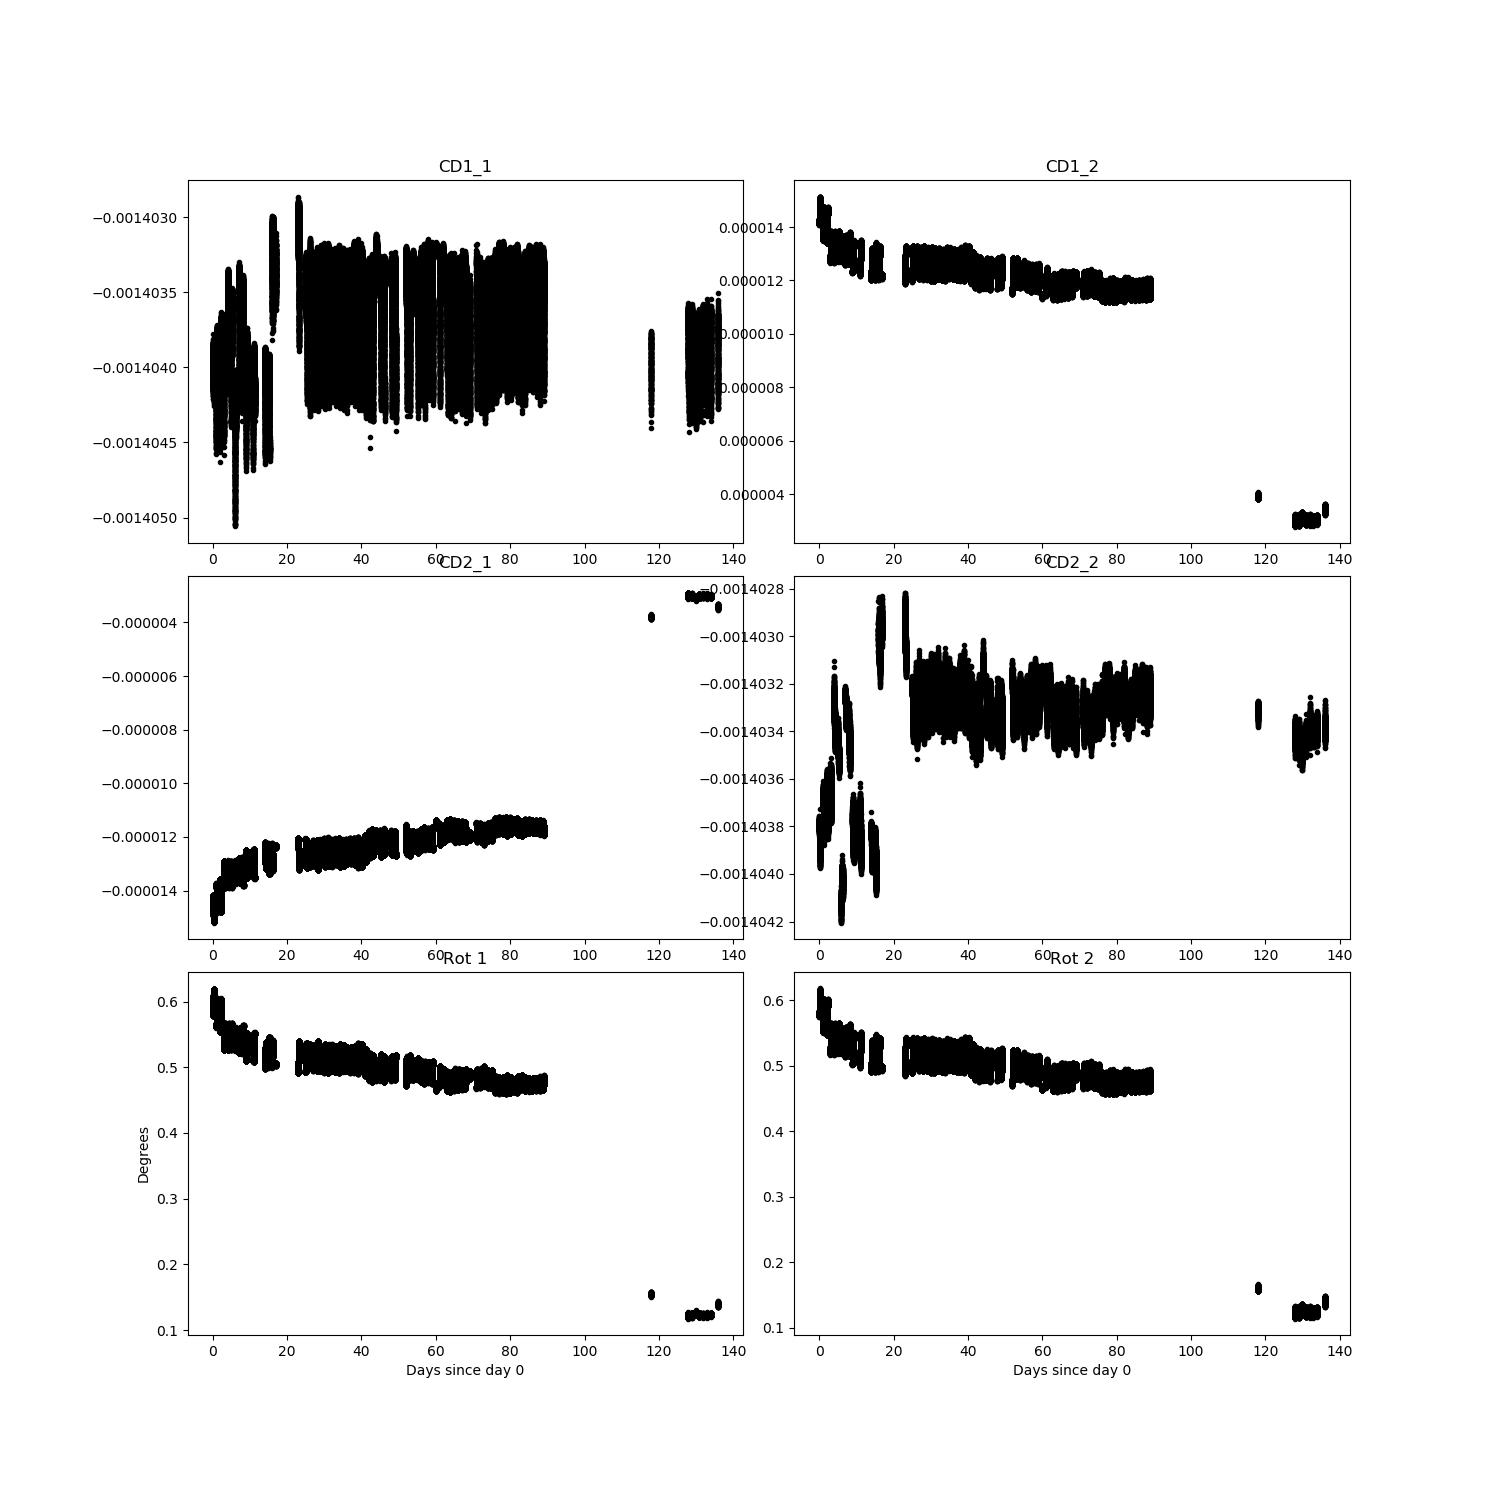 CD1_1
CD1_2
−0.0014030
−0.0014035
−0.0014040
−0.0014045
−0.0014050
0.000014
0.000012
0.000010
0.000008
0.000006
0.000004
0 20 40 60 80 100 120 140
0 20 40 60 80 100 120 140
CD2_1
CD2_2
−0.000004
−0.000006
−0.000008
−0.000010
−0.000012
−0.000014
−0.0014028
−0.0014030
−0.0014032
−0.0014034
−0.0014036
−0.0014038
−0.0014040
−0.0014042
0 20 40 60 80 100 120 140
0 20 40 60 80 100 120 140
Rot 1
Rot 2
Degrees
0.6
0.5
0.4
0.3
0.2
0.1
0.6
0.5
0.4
0.3
0.2
0.1
0 20 40 60 80 100 120 140
0 20 40 60 80 100 120 140
Days since day 0
Days since day 0